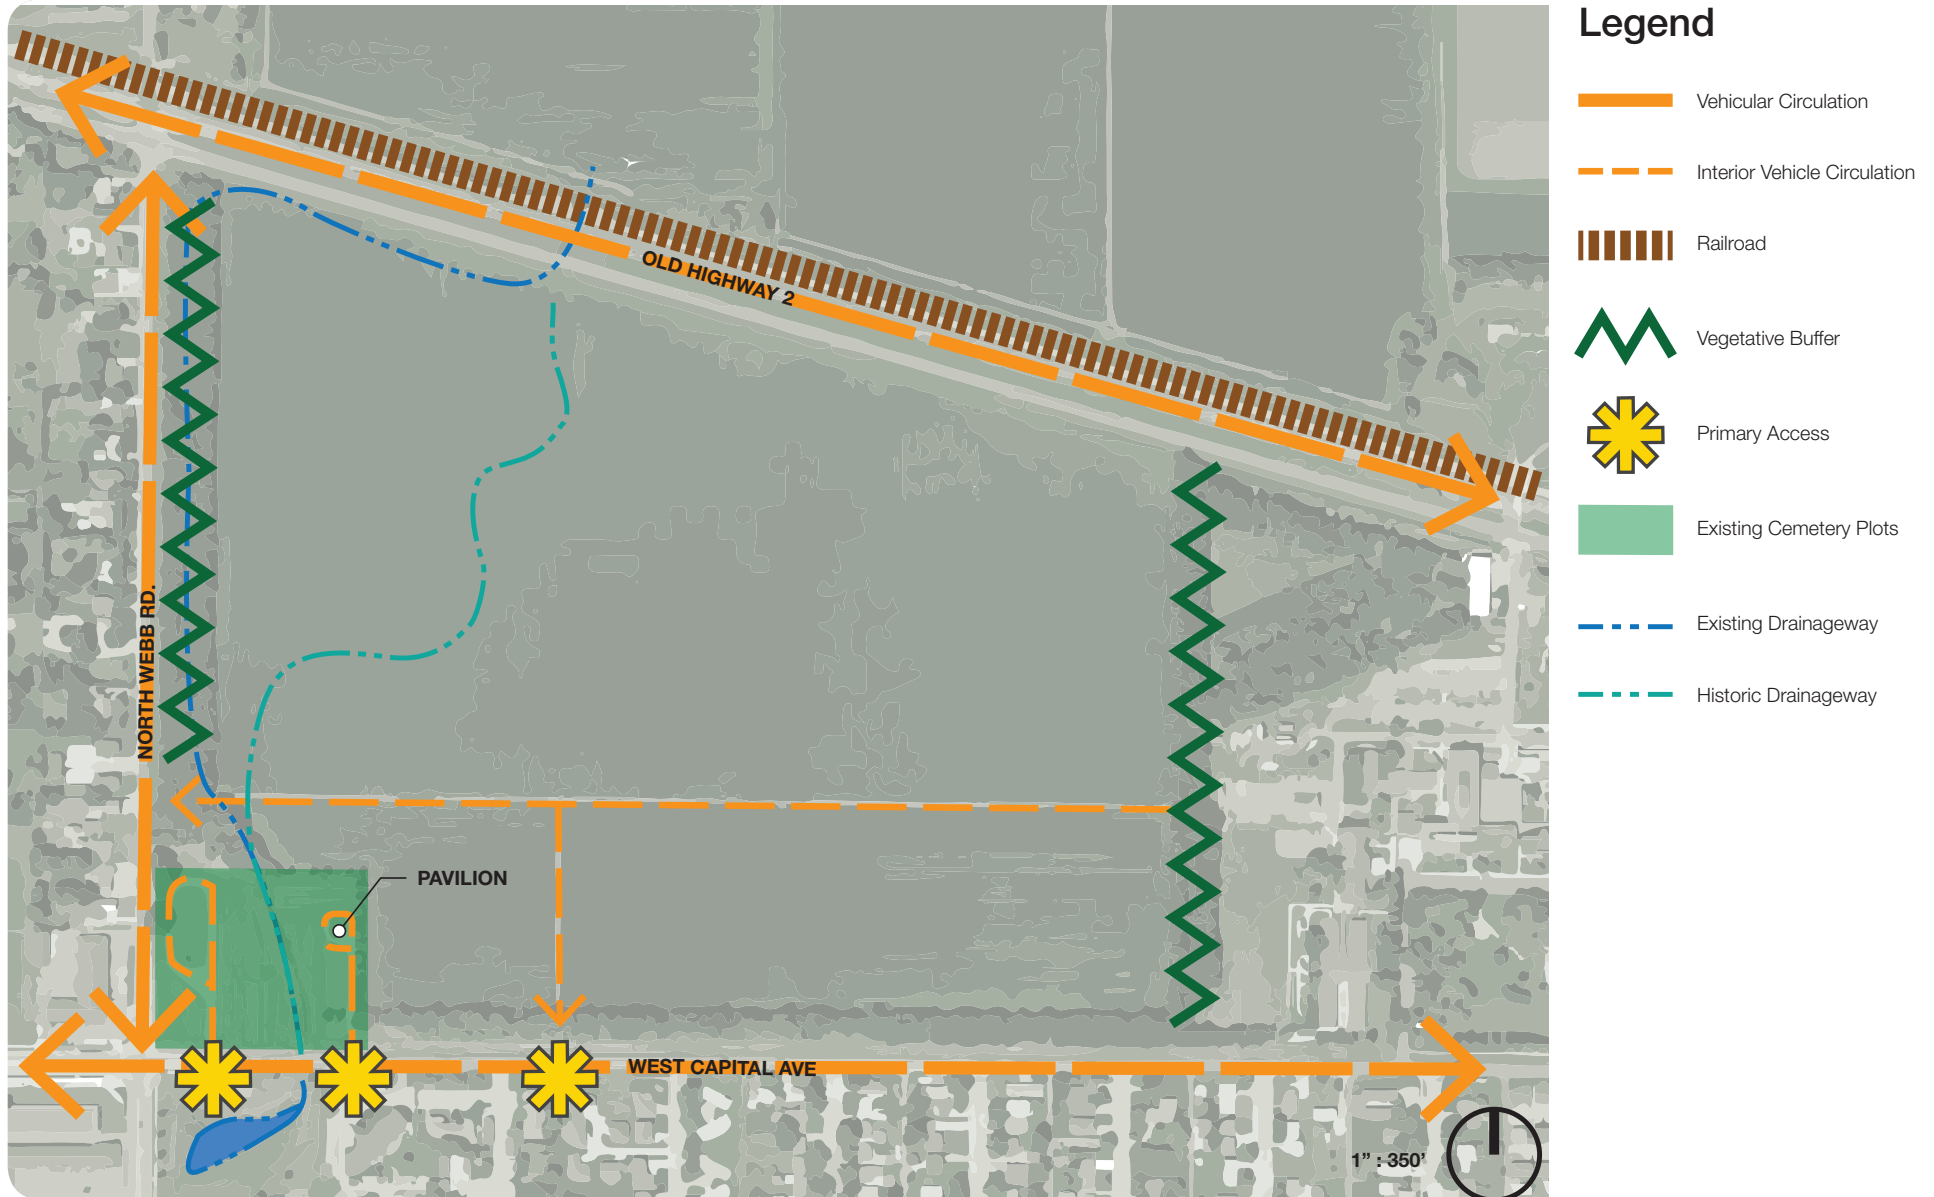 Legend
Vehicular Circulation
Interior Vehicle Circulation
Railroad
Vegetative Buffer
Primary Access
Existing Cemetery Plots
Existing Drainageway
Historic Drainageway
OLD HIGHWAY 2
NORTH WEBB RD.
PAVILION
WEST CAPITAL AVE
1” : 350’